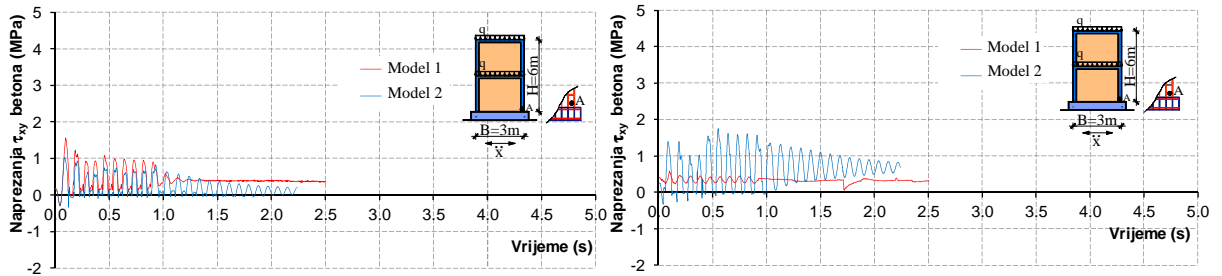 Naprezanja τxy betona (MPa)
5
4
3
2
1
0
-1
-2
0.0 0.5 1.0 1.5 2.0 2.5 3.0 3.5 4.0 4.5 5.0
Vrijeme (s)
Model 1
Model 2
q
q
H=6m
A
A
B=3m
ẍ
Naprezanja τxy betona (MPa)
5
4
3
2
1
0
-1
-2
0.0 0.5 1.0 1.5 2.0 2.5 3.0 3.5 4.0 4.5 5.0
Vrijeme (s)
Model 1
Model 2
q
q
H=6m
A
A
B=3m
ẍ